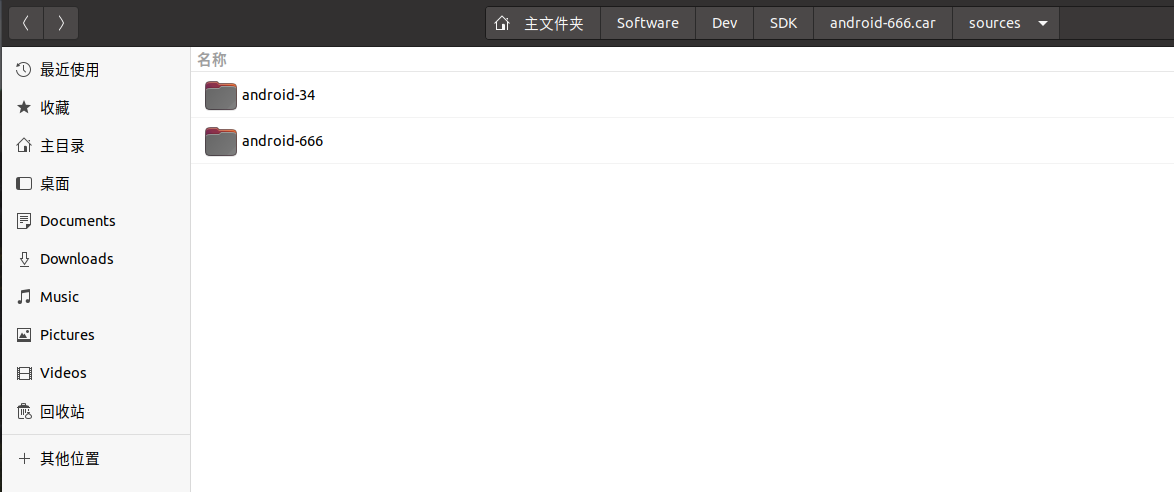 主文件夹 Software Dev SDK android-666.car sources
名称
最近使用
收藏
主目录
桌面
Documents
Downloads
Music
Pictures
Videos
回收站
其他位置
android-34
android-666